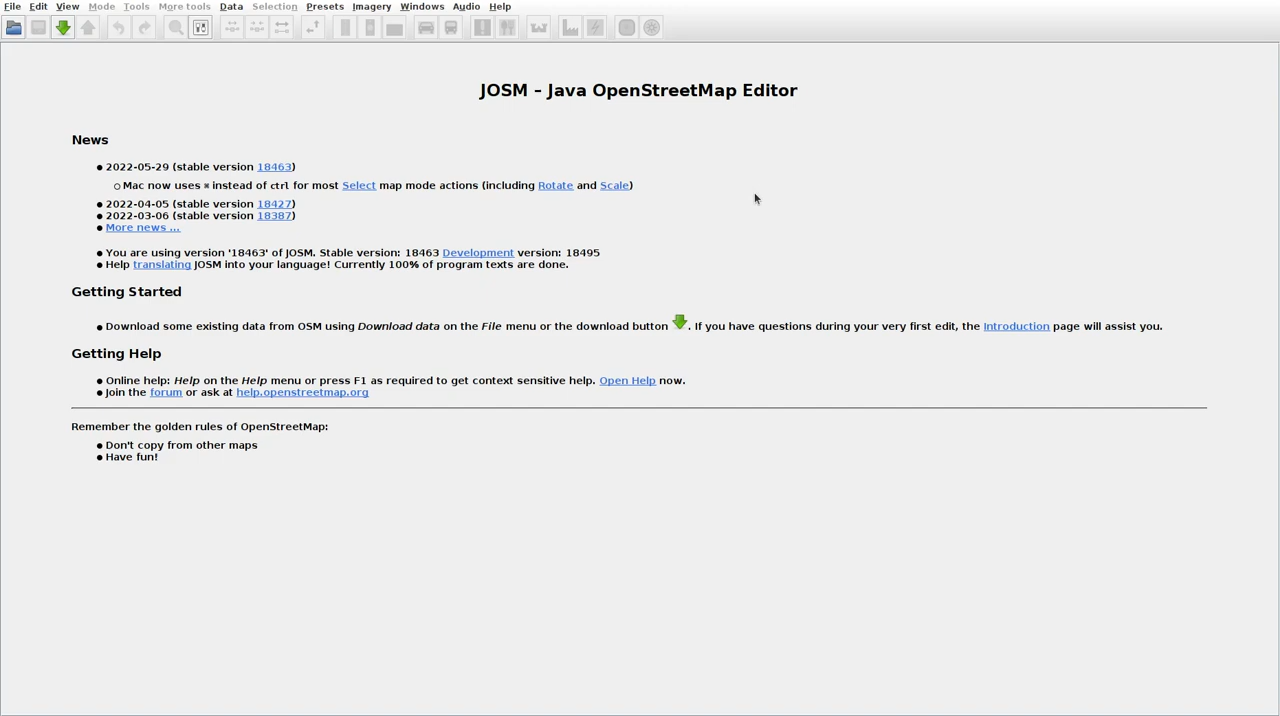 File Edit View Mode Tools More tools Data Selection Presets Imagery Windows Audio Help
JOSM – Java OpenStreetMap Editor
News
2022-05-29 (stable version 18463)
Mac now uses ⌘ instead of ctrl for most Select map mode actions (including Rotate and Scale)
2022-04-05 (stable version 18427)
2022-03-06 (stable version 18387)
More news ...
You are using version '18463' of JOSM. Stable version: 18463 Development version: 18495
Help translating JOSM into your language! Currently 100% of program texts are done.
Getting Started
Download some existing data from OSM using Download data on the File menu or the download button . If you have questions during your very first edit, the Introduction page will assist you.
Getting Help
Online help: Help on the Help menu or press F1 as required to get context sensitive help. Open Help now.
Join the forum or ask at help.openstreetmap.org
Remember the golden rules of OpenStreetMap:
Don't copy from other maps
Have fun!